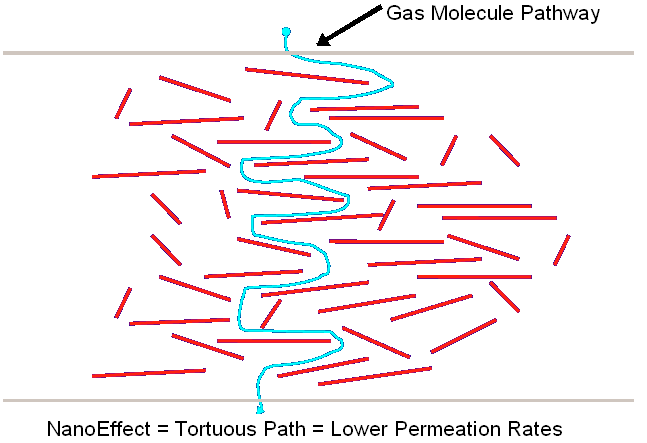 Gas Molecule Pathway
NanoEffect = Tortuous Path = Lower Permeation Rates